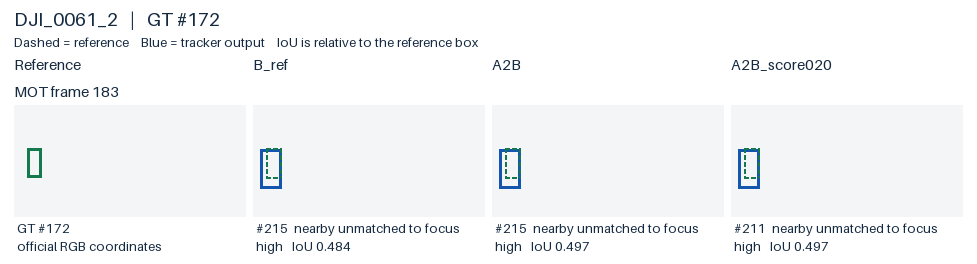 DJI_0061_2 | GT #172
Dashed = reference Blue = tracker output IoU is relative to the reference box
Reference B_ref A2B A2B_score020
MOT frame 183
GT #172 #215 nearby unmatched to focus #215 nearby unmatched to focus #211 nearby unmatched to focus
official RGB coordinates high IoU 0.484 high IoU 0.497 high IoU 0.497